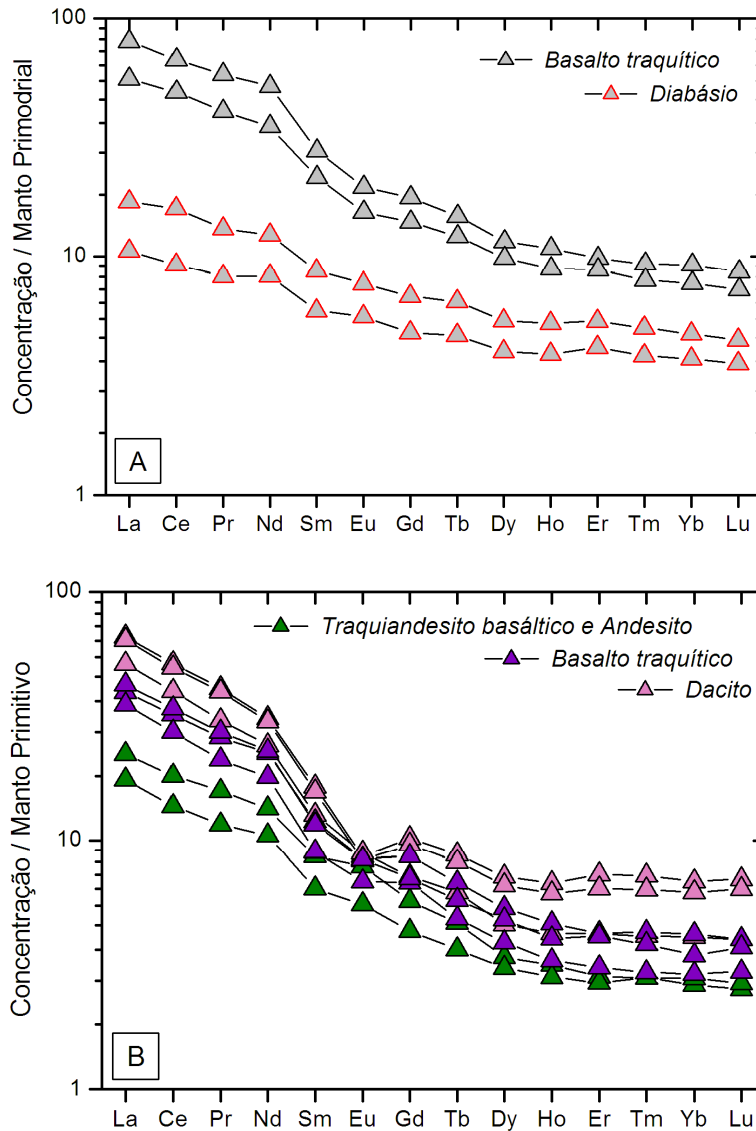 100
Basalto traquítico
Diabásio
10
Concentração / Manto Primodrial
A
1
La Ce Pr Nd Sm Eu Gd Tb Dy Ho Er Tm Yb Lu
100
Traquiandesito basáltico e Andesito
Basalto traquítico
Dacito
10
Concentração / Manto Primitivo
B
1
La Ce Pr Nd Sm Eu Gd Tb Dy Ho Er Tm Yb Lu